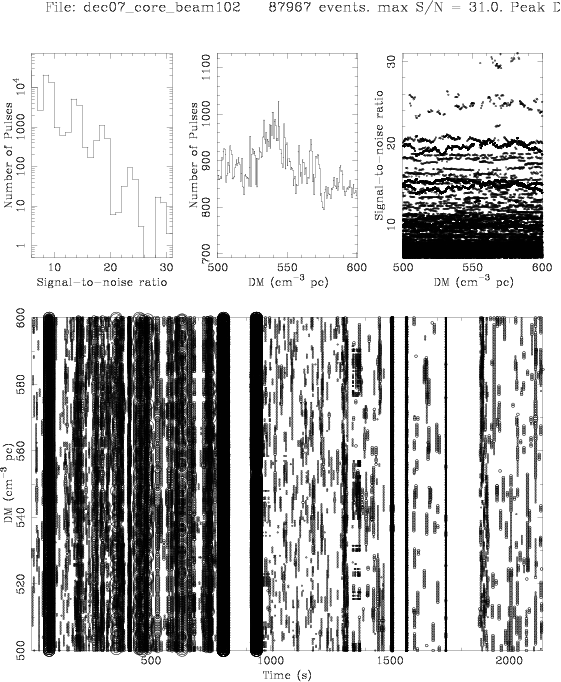 File: dec07_core_beam102 87967 events. max S/N = 31.0. Peak D
Number of Pulses
10⁴
1000
100
10
1
10 20 30
Signal−to−noise ratio
Number of Pulses
1100
1000
900
800
700
500 550 600
DM (cm⁻³ pc)
Signal−to−noise ratio
30
20
10
500 550 600
DM (cm⁻³ pc)
DM (cm⁻³ pc)
600
580
560
540
520
500
500 1000 1500 2000
Time (s)